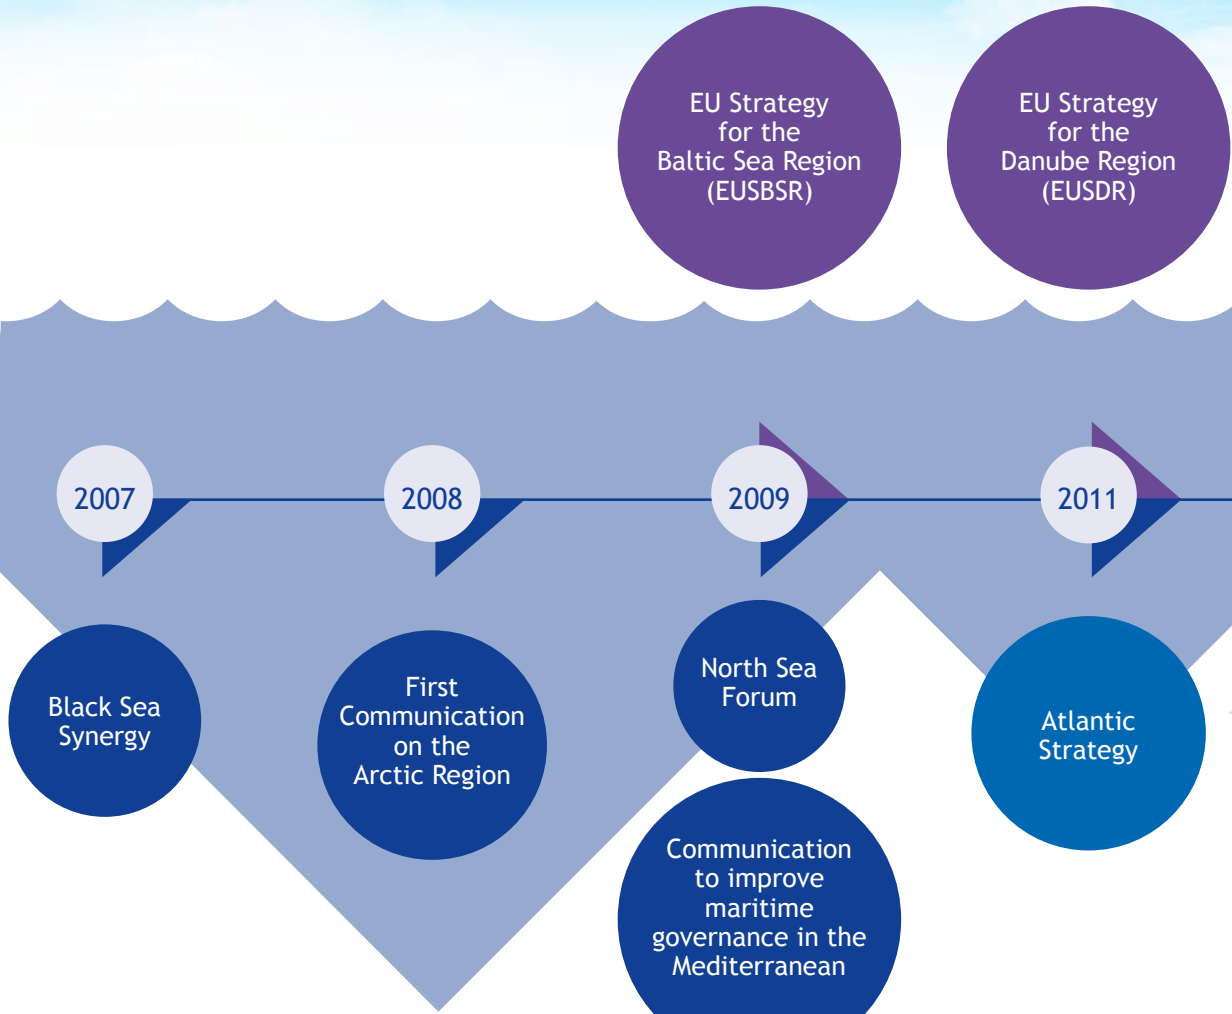 EU Strategy
for the
Baltic Sea Region
(EUSBSR)
EU Strategy
for the
Danube Region
(EUSDR)
2007
2008
2009
2011
Black Sea
Synergy
First
Communication
on the
Arctic Region
North Sea
Forum
Atlantic
Strategy
Communication
to improve
maritime
governance in the
Mediterranean